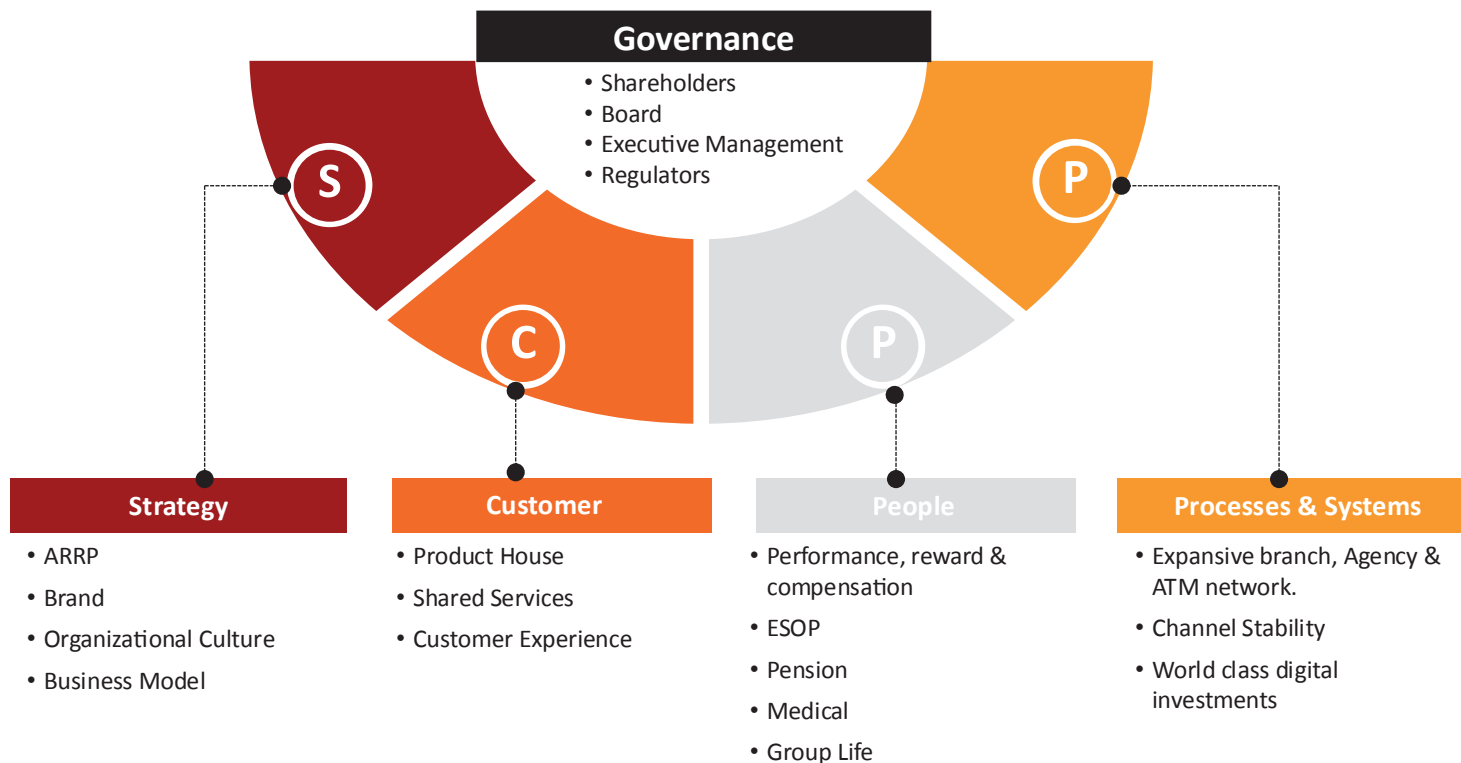 Governance
• Shareholders
• Board
• Executive Management
• Regulators
S
C
P
P
Strategy
• ARRP
• Brand
• Organizational Culture
• Business Model
Customer
• Product House
• Shared Services
• Customer Experience
People
• Performance, reward &
compensation
• ESOP
• Pension
• Medical
• Group Life
Processes & Systems
• Expansive branch, Agency &
ATM network.
• Channel Stability
• World class digital
investments